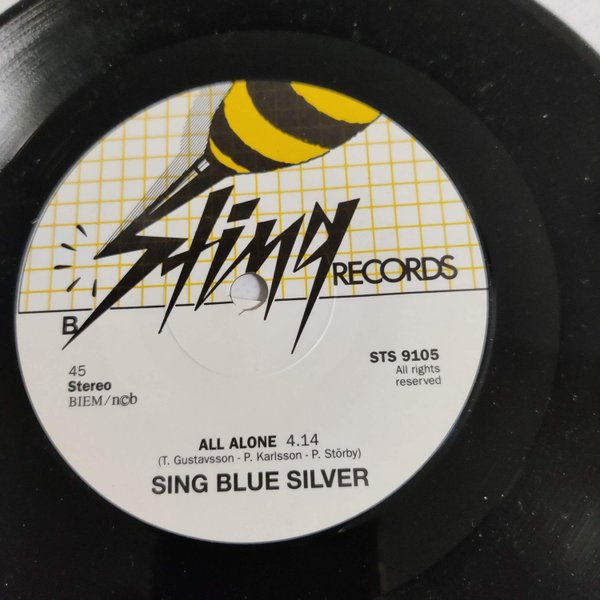 Sting
RECORDS
B
45
Stereo
BIEM/n©b
STS 9105
All rights
reserved
ALL ALONE 4.14
(T. Gustavsson - P. Karlsson - P. Störby)
SING BLUE SILVER